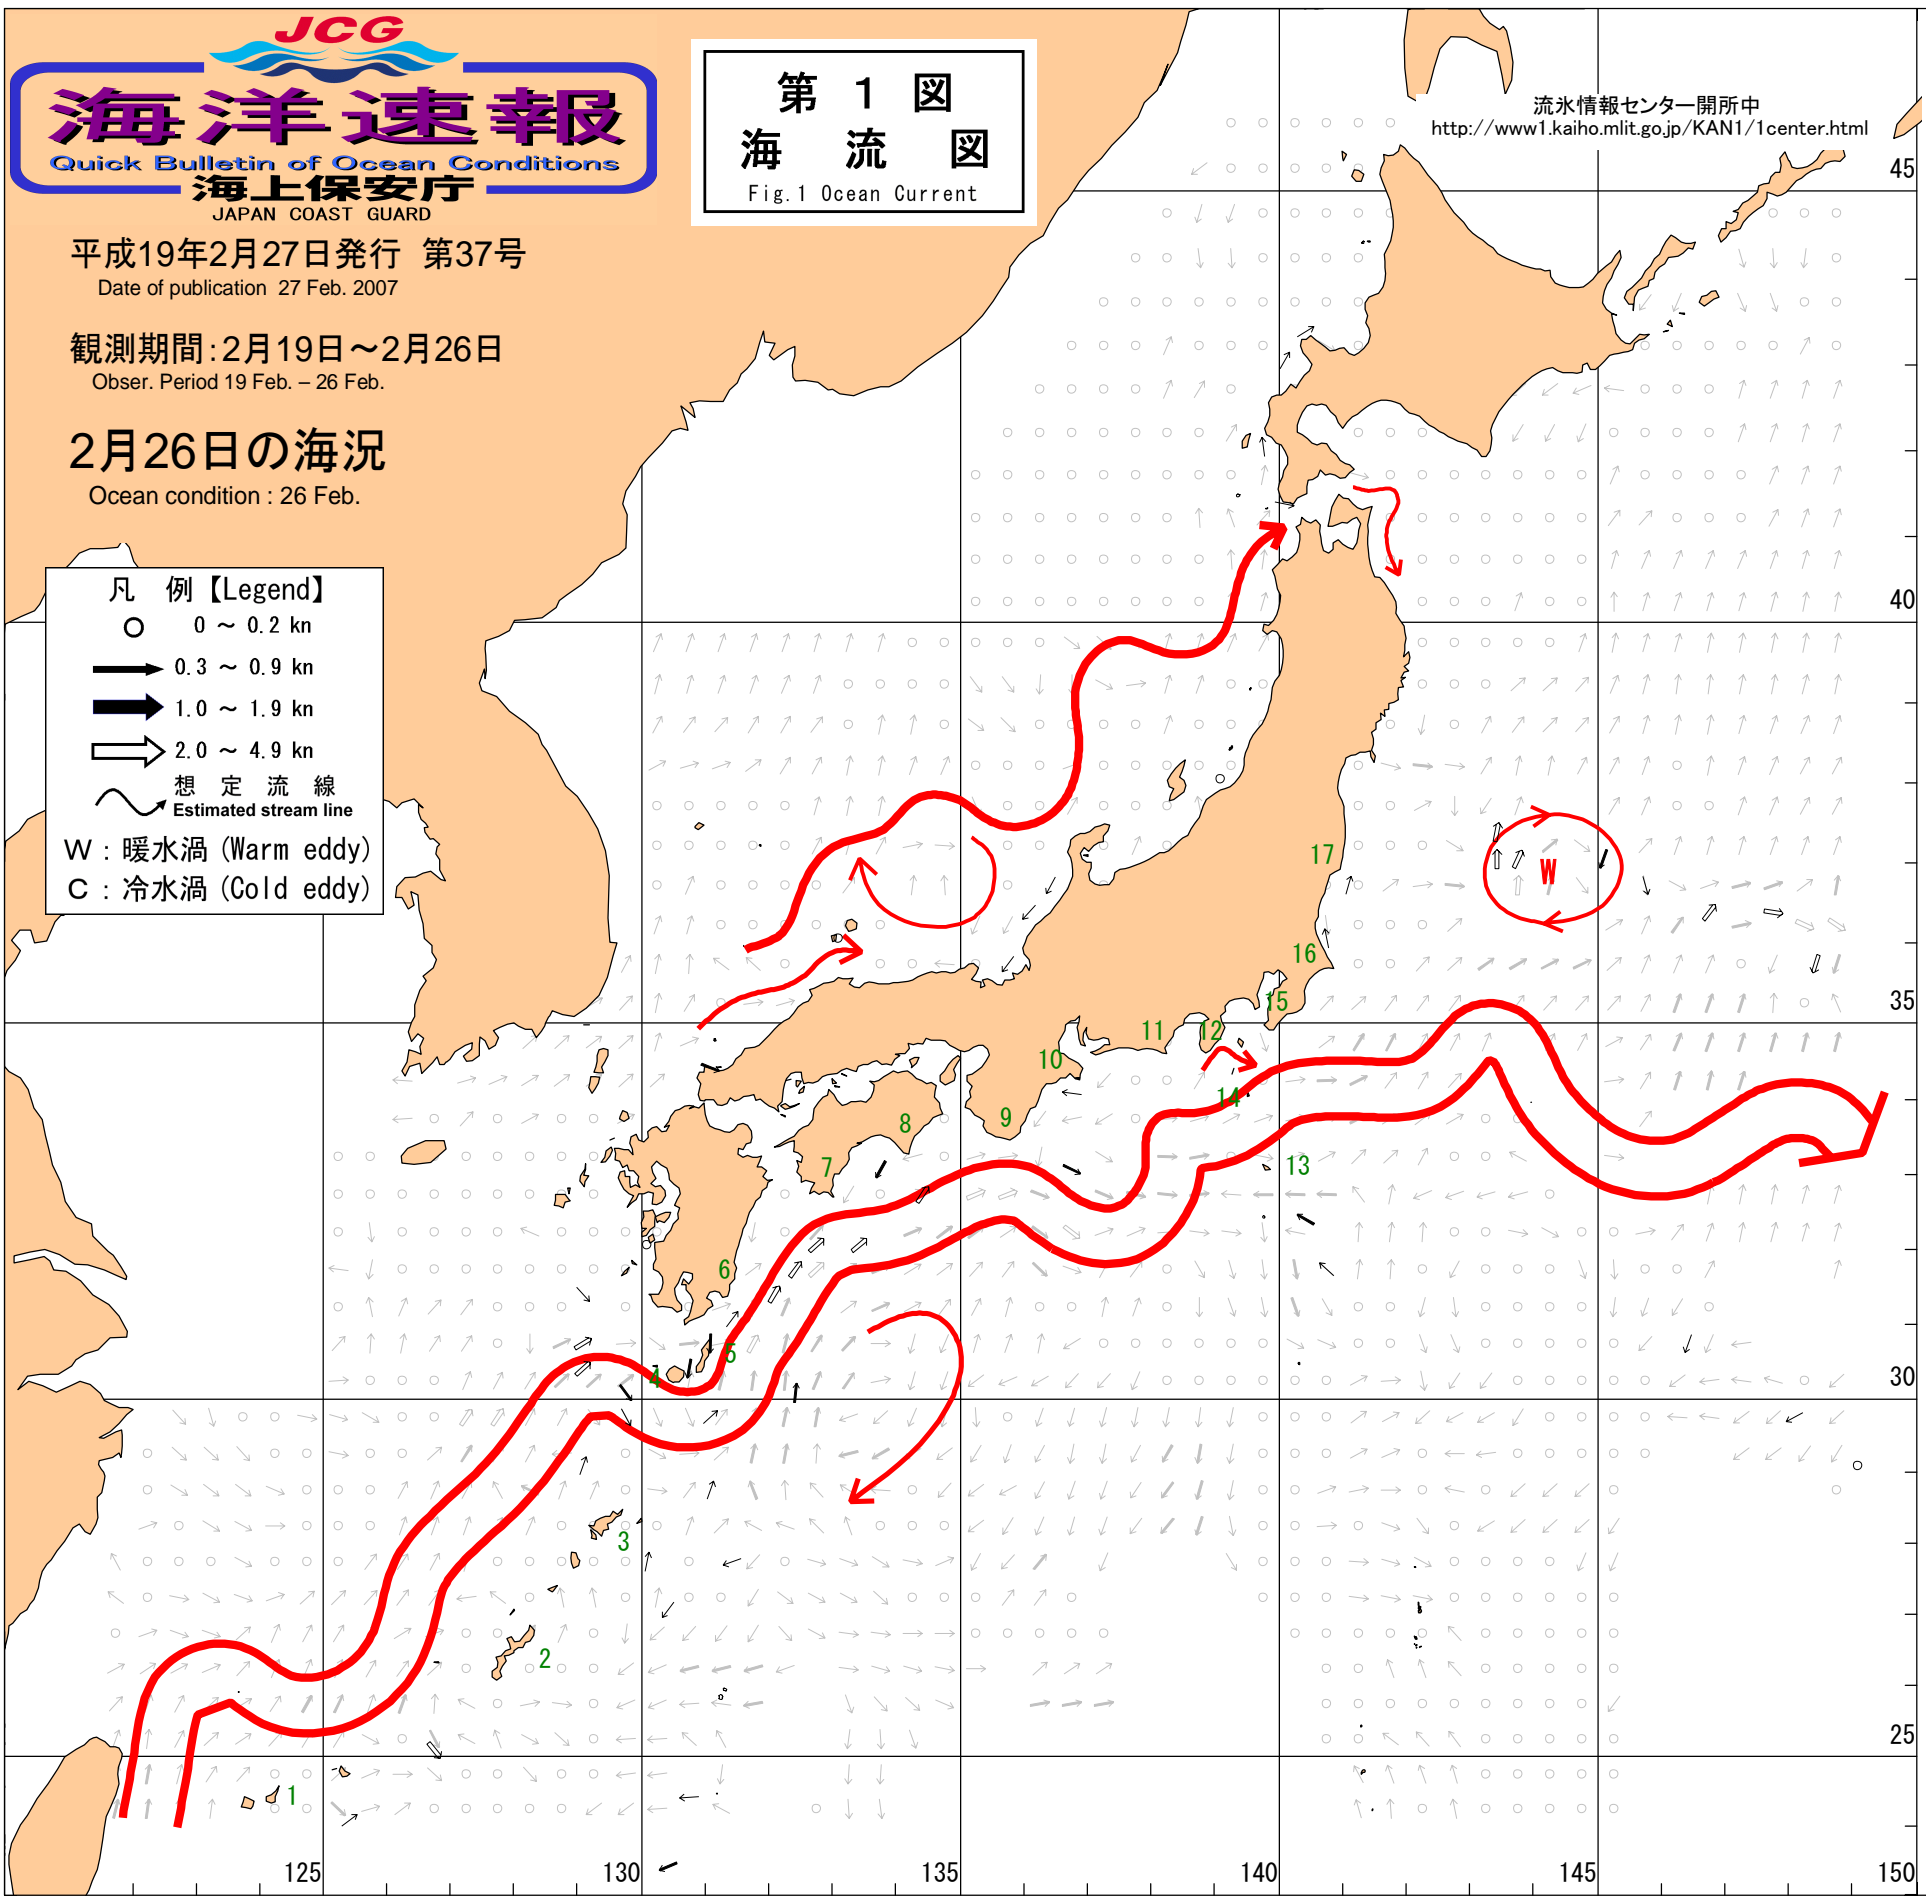 JCG
海洋速報
Quick Bulletin of Ocean Conditions
海上保安庁
JAPAN COAST GUARD
平成19年2月27日発行 第37号
Date of publication 27 Feb. 2007
観測期間:2月19日～2月26日
Obser. Period 19 Feb. – 26 Feb.
2月26日の海況
Ocean condition : 26 Feb.
第 1 図
海 流 図
Fig.1 Ocean Current
流氷情報センター開所中
http://www1.kaiho.mlit.go.jp/KAN1/1center.html
凡 例【Legend】
0 ～ 0.2 kn
0.3 ～ 0.9 kn
1.0 ～ 1.9 kn
2.0 ～ 4.9 kn
想 定 流 線
Estimated stream line
W : 暖水渦 (Warm eddy)
C : 冷水渦 (Cold eddy)
45
40
35
30
25
125
130
135
140
145
150
W
17
16
15
12
11
10
14
9
8
7
13
6
5
4
3
2
1